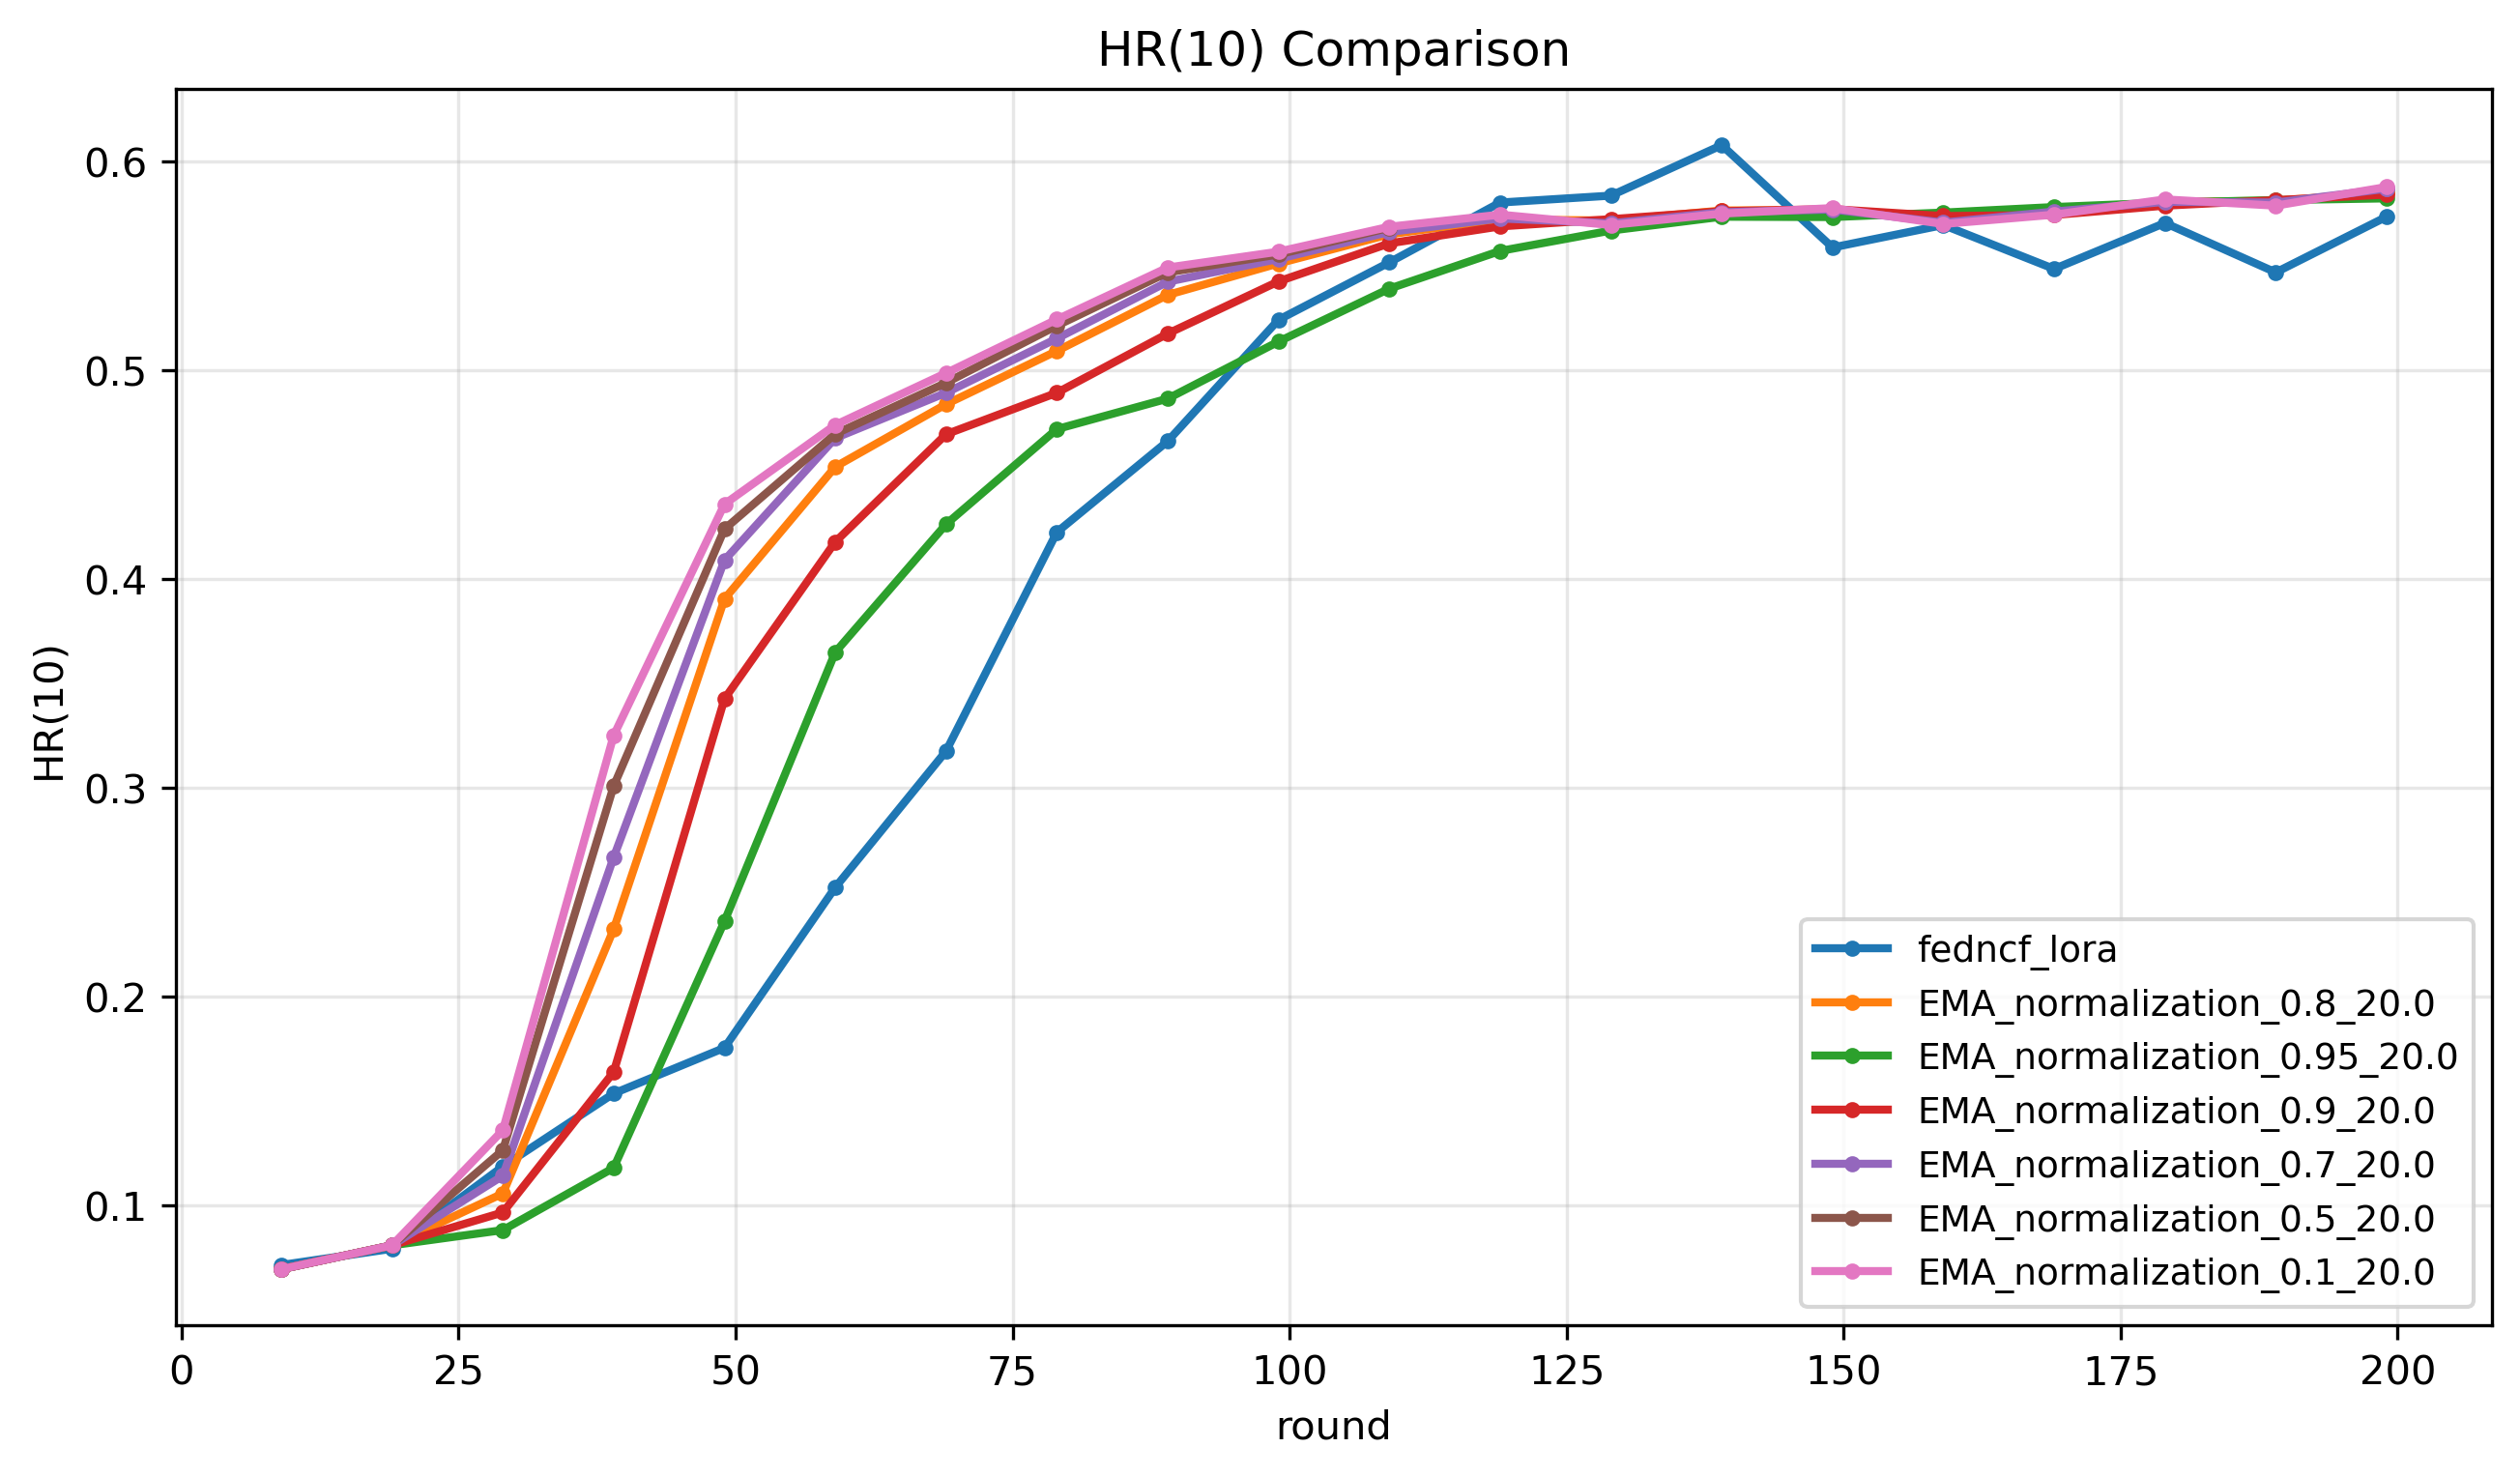 HR(10) Comparison
HR(10)
0.6
0.5
0.4
0.3
0.2
0.1
0 25 50 75 100 125 150 175 200
round
fedncf_lora
EMA_normalization_0.8_20.0
EMA_normalization_0.95_20.0
EMA_normalization_0.9_20.0
EMA_normalization_0.7_20.0
EMA_normalization_0.5_20.0
EMA_normalization_0.1_20.0